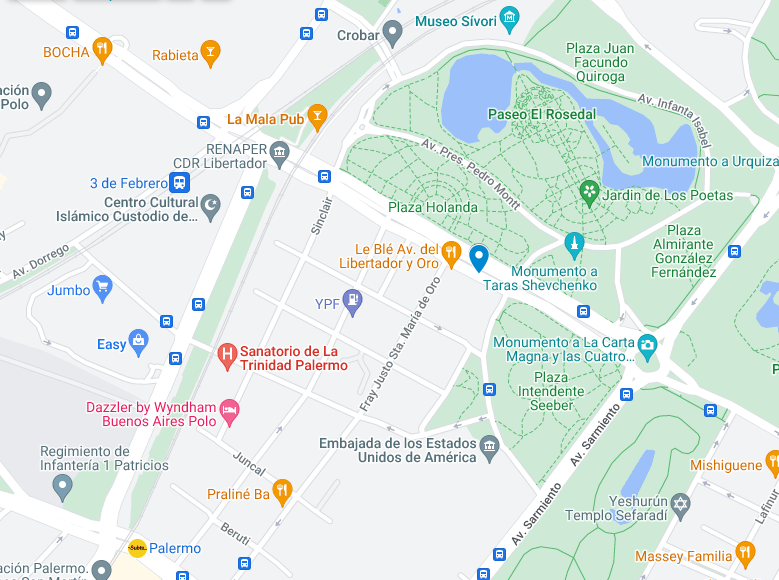 Museo Sívori
Crobar
BOCHA
Rabieta
Plaza Juan
Facundo
Quiroga
ación
Polo
La Mala Pub
Paseo El Rosedal
Av. Infanta Isabel
RENAPER
CDR Libertador
Av. Pres. Pedro Montt
Monumento a Urquiza
3 de Febrero
Centro Cultural
Islámico Custodio de...
Sinclair
Plaza Holanda
Jardin de Los Poetas
Av. Dorrego
Le Blé Av. del
Libertador y Oro
Plaza
Almirante
González
Fernández
Monumento a
Taras Shevchenko
Jumbo
YPF
Fray Justo Sta. María de Oro
Easy
Sanatorio de La
Trinidad Palermo
Monumento a La Carta
Magna y las Cuatro...
Plaza
Intendente
Seeber
Dazzler by Wyndham
Buenos Aires Polo
Av. Sarmiento
Embajada de los Estados
Unidos de América
Regimiento de
Infantería 1 Patricios
Juncal
Mishiguene
Praliné Ba
Yeshurún
Templo Sefaradí
Lafinur
Av. Sarmiento
Beruti
Subte
Palermo
Massey Familia
ación Palermo.